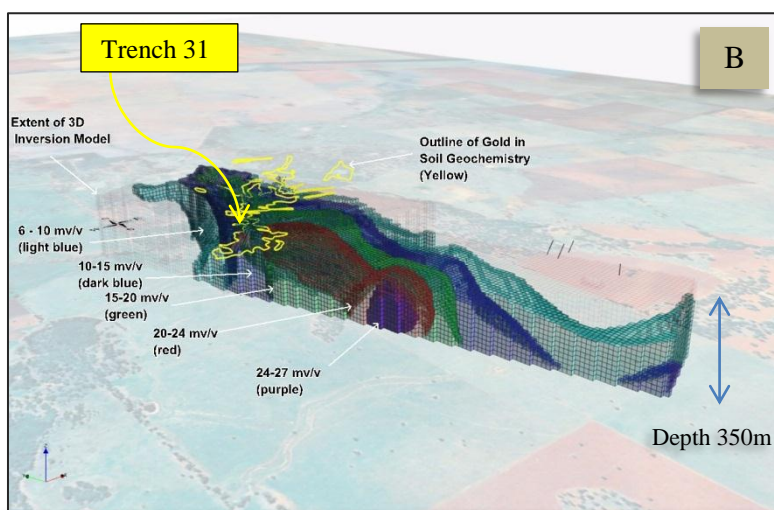 Trench 31
B
Extent of 3D
Inversion Model
Outline of Gold in
Soil Geochemistry
(Yellow)
6 - 10 mv/v
(light blue)
10-15 mv/v
(dark blue)
15-20 mv/v
(green)
20-24 mv/v
(red)
24-27 mv/v
(purple)
Depth 350m